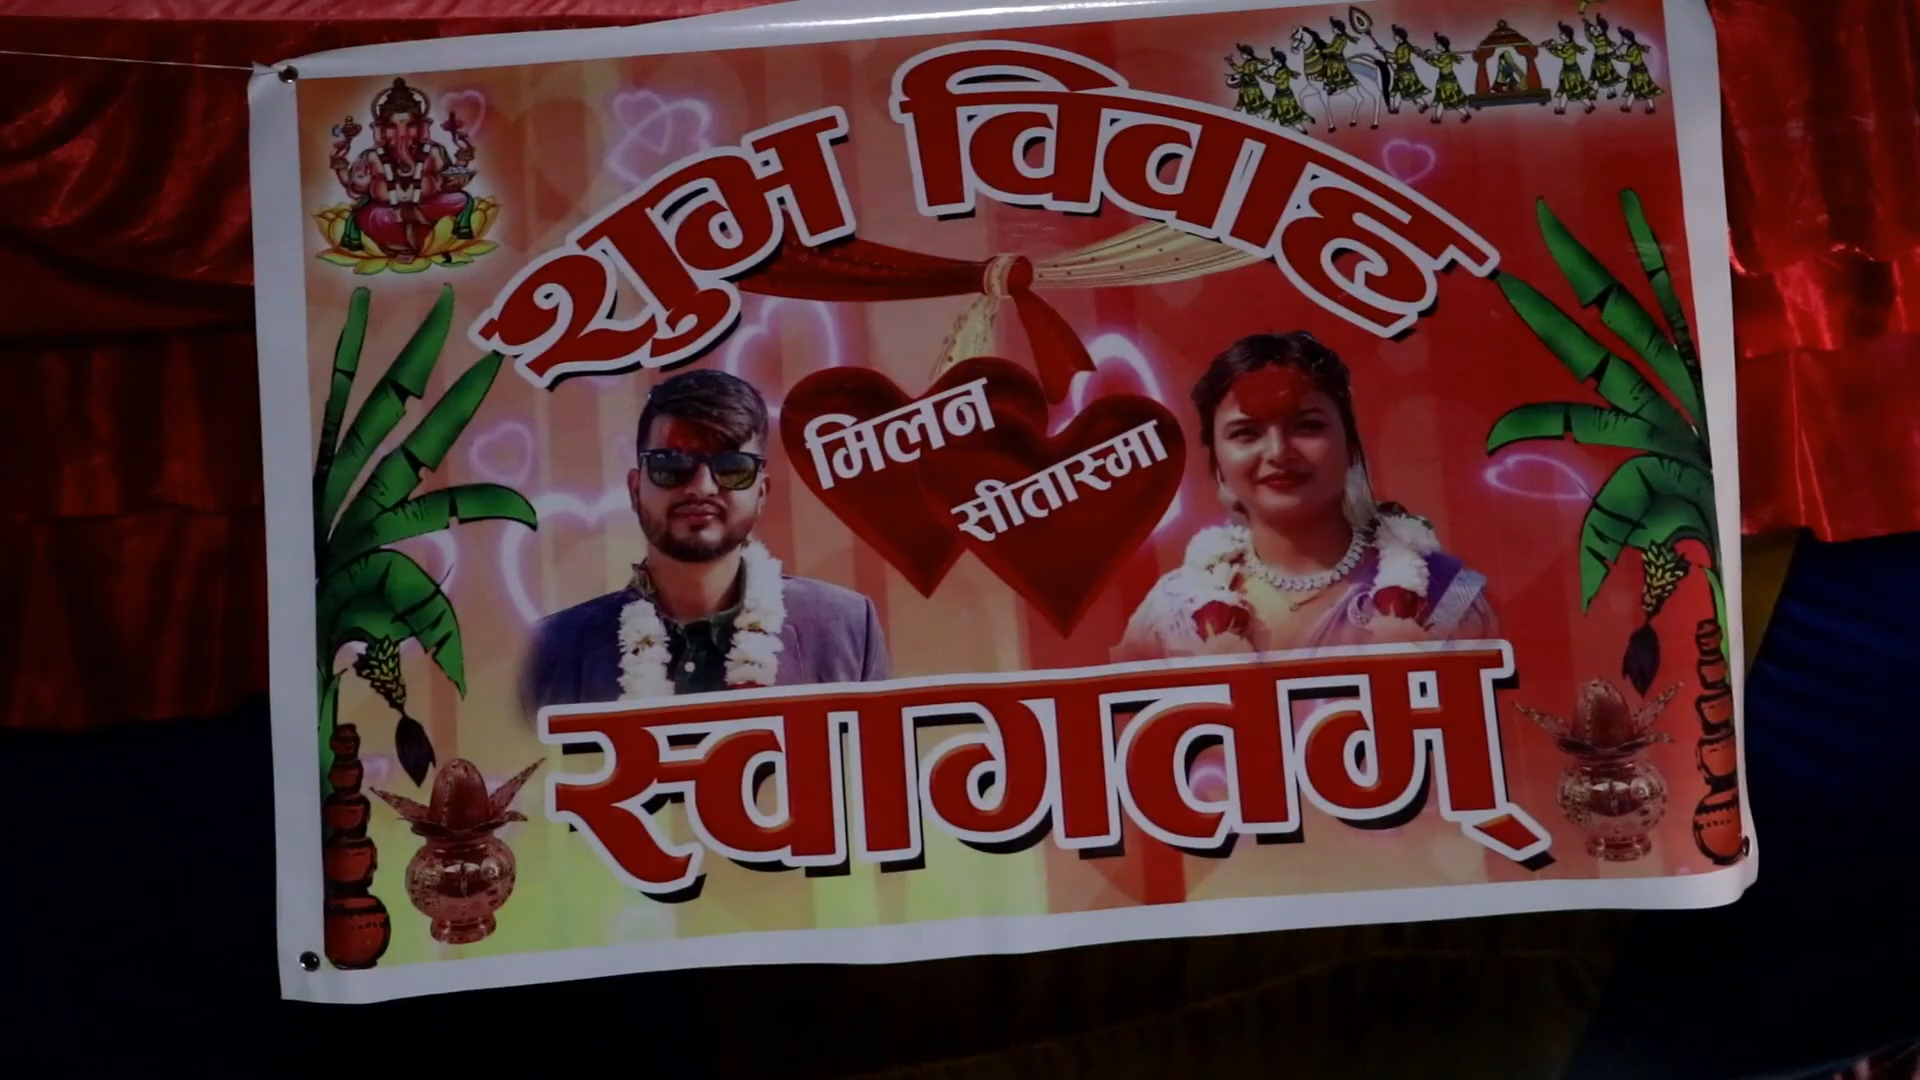 शुभ विवाह
मिलन
सीतास्मा
स्वागतम्